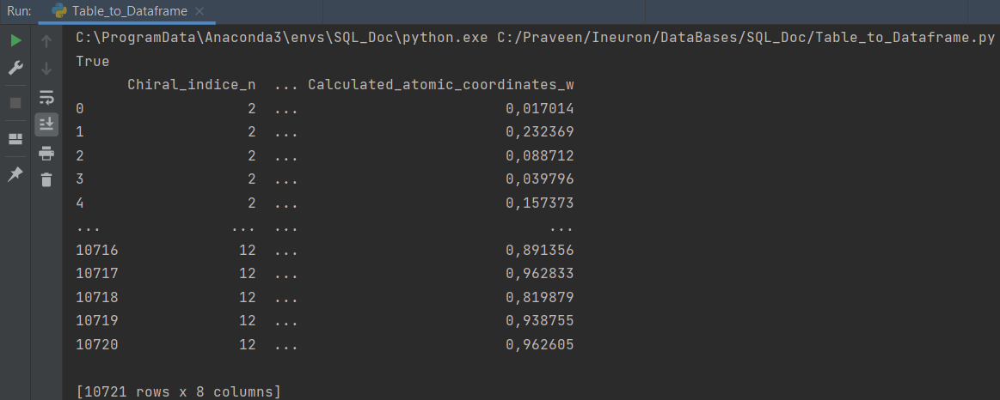 Run: Table_to_Dataframe ×
C:\ProgramData\Anaconda3\envs\SQL_Doc\python.exe C:/Praveen/Ineuron/DataBases/SQL_Doc/Table_to_Dataframe.py
True
Chiral_indice_n ... Calculated_atomic_coordinates_w
0 2 ... 0,017014
1 2 ... 0,232369
2 2 ... 0,088712
3 2 ... 0,039796
4 2 ... 0,157373
... ... ... ...
10716 12 ... 0,891356
10717 12 ... 0,962833
10718 12 ... 0,819879
10719 12 ... 0,938755
10720 12 ... 0,962605
[10721 rows x 8 columns]